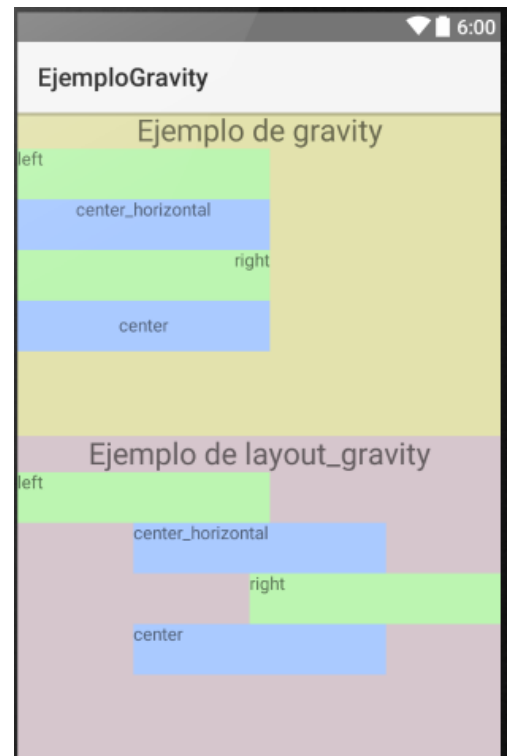 6:00
EjemploGravity
Ejemplo de gravity
left
center_horizontal
right
center
Ejemplo de layout_gravity
left
center_horizontal
right
center